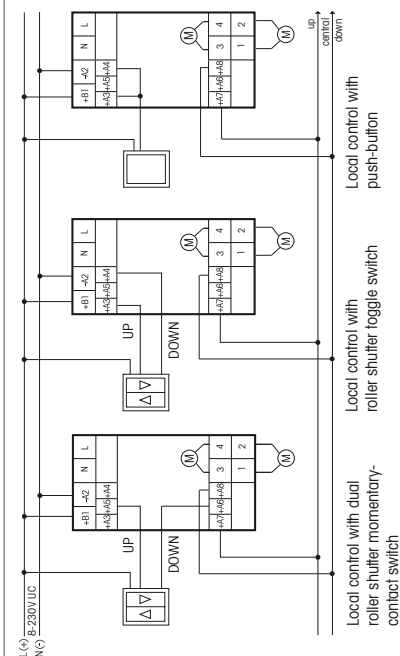 L(+)
8-230V UC
N(-)
+B1 -A2 N L
+A3+A5+A4
UP
DOWN
M
+A7+A6+A8 3 4
1 2
M
Local control with dual
roller shutter momentary-
contact switch
+B1 -A2 N L
+A3+A5+A4
UP
DOWN
M
+A7+A6+A8 3 4
1 2
M
Local control with
roller shutter toggle switch
+B1 -A2 N L
+A3+A5+A4
M
+A7+A6+A8 3 4
1 2
M
Local control with
push-button
up
central
down